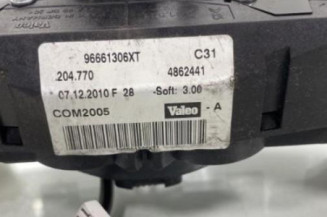 96661306XT C31
204.770 4862441
07.12.2010 F 28 Soft: 3.00
COM2005 Valeo - A